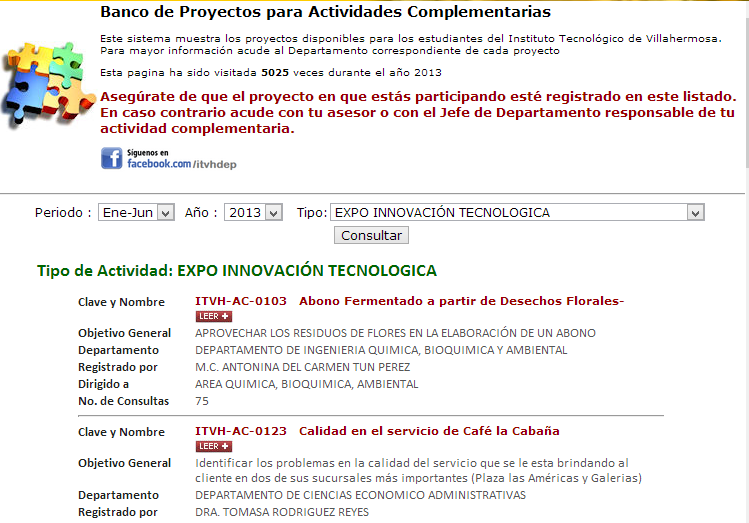 Banco de Proyectos para Actividades Complementarias
Este sistema muestra los proyectos disponibles para los estudiantes del Instituto Tecnológico de Villahermosa.
Para mayor información acude al Departamento correspondiente de cada proyecto
Esta pagina ha sido visitada 5025 veces durante el año 2013
Asegúrate de que el proyecto en que estás participando esté registrado en este listado.
En caso contrario acude con tu asesor o con el Jefe de Departamento responsable de tu
actividad complementaria.
Síguenos en
facebook.com/itvhdep
Periodo : Ene-Jun Año : 2013 Tipo: EXPO INNOVACIÓN TECNOLOGICA
Consultar
Tipo de Actividad: EXPO INNOVACIÓN TECNOLOGICA
Clave y Nombre ITVH-AC-0103 Abono Fermentado a partir de Desechos Florales-
LEER +
Objetivo General APROVECHAR LOS RESIDUOS DE FLORES EN LA ELABORACIÓN DE UN ABONO
Departamento DEPARTAMENTO DE INGENIERIA QUIMICA, BIOQUIMICA Y AMBIENTAL
Registrado por M.C. ANTONINA DEL CARMEN TUN PEREZ
Dirigido a AREA QUIMICA, BIOQUIMICA, AMBIENTAL
No. de Consultas 75
Clave y Nombre ITVH-AC-0123 Calidad en el servicio de Café la Cabaña
LEER +
Objetivo General Identificar los problemas en la calidad del servicio que se le esta brindando al
cliente en dos de sus sucursales más importantes (Plaza las Américas y Galerias)
Departamento DEPARTAMENTO DE CIENCIAS ECONOMICO ADMINISTRATIVAS
Registrado por DRA. TOMASA RODRIGUEZ REYES